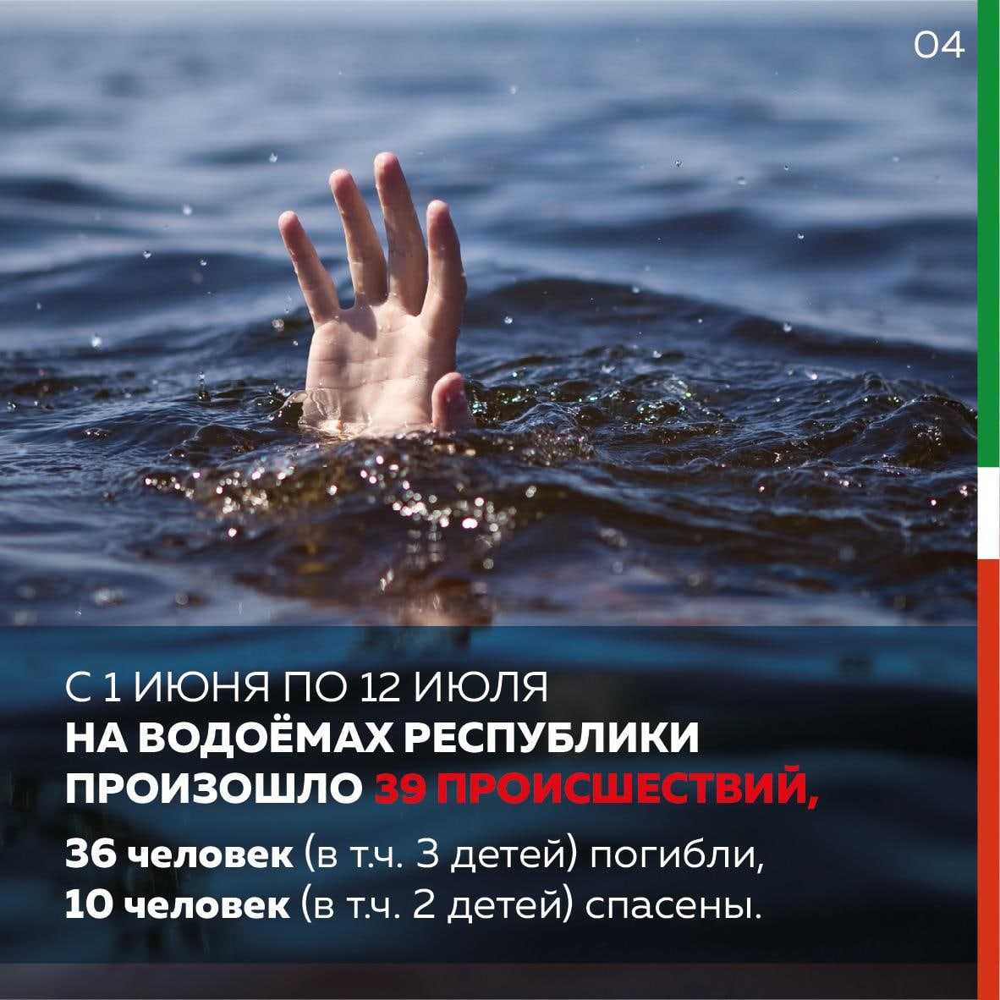 04
С 1 ИЮНЯ ПО 12 ИЮЛЯ
НА ВОДОЁМАХ РЕСПУБЛИКИ
ПРОИЗОШЛО 39 ПРОИСШЕСТВИЙ,
36 человек (в т.ч. 3 детей) погибли,
10 человек (в т.ч. 2 детей) спасены.